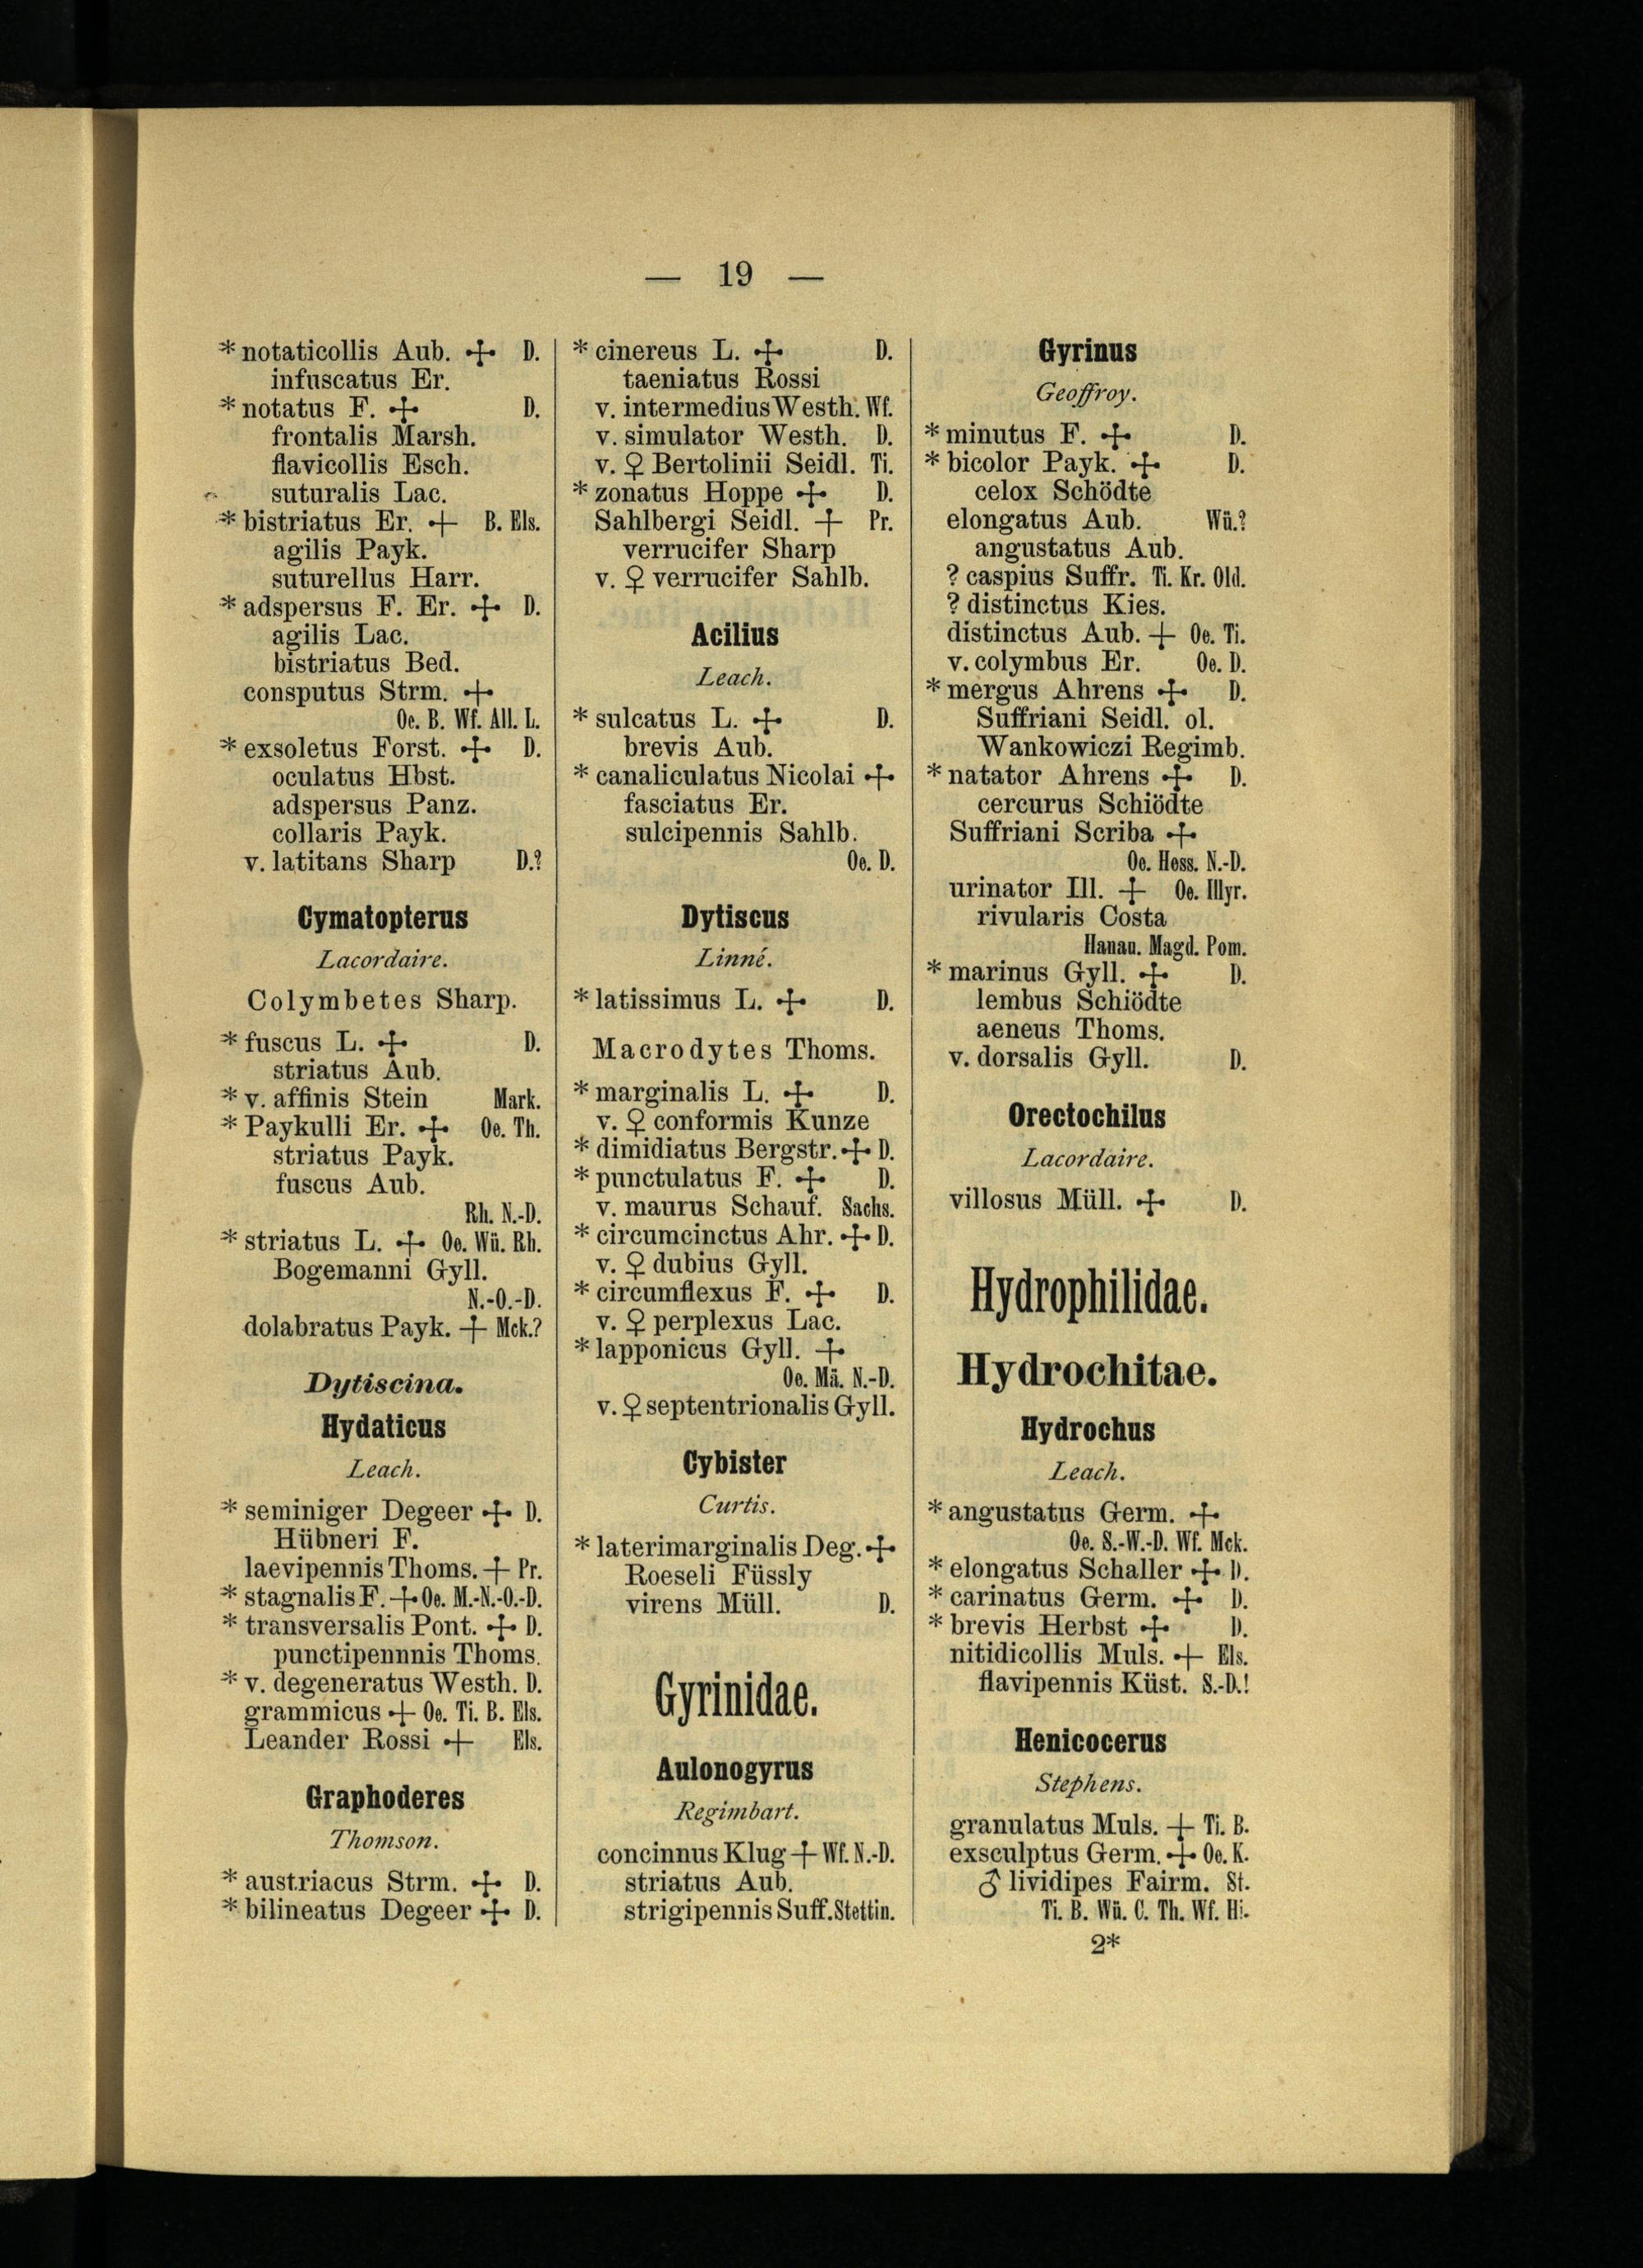 — 19 —
* notaticollis Aub. + D.
infuscatus Er.
* notatus F. + D.
frontalis Marsh.
flavicollis Esch.
suturalis Lac.
* bistriatus Er. + B. Els.
agilis Payk.
suturellus Harr.
* adspersus F. Er. + D.
agilis Lac.
bistriatus Bed.
consputus Strm. +
Oe. B. Wf. All. L.
* exsoletus Forst. + D.
oculatus Hbst.
adspersus Panz.
collaris Payk.
v. latitans Sharp D.?
Cymatopterus
Lacordaire.
Colymbetes Sharp.
* fuscus L. + D.
striatus Aub.
* v. affinis Stein Mark.
* Paykulli Er. + Oe. Th.
striatus Payk.
fuscus Aub.
Rh. N.-D.
* striatus L. + Oe. Wü. Rh.
Bogemanni Gyll.
N.-O.-D.
dolabratus Payk. + Mck.?
Dytiscina.
Hydaticus
Leach.
* seminiger Degeer + D.
Hübneri F.
laevipennis Thoms. + Pr.
* stagnalis F. + Oe. M.-N.-O.-D.
* transversalis Pont. + D.
punctipennnis Thoms.
* v. degeneratus Westh. D.
grammicus + Oe. Ti. B. Els.
Leander Rossi + Els.
Graphoderes
Thomson.
* austriacus Strm. + D.
* bilineatus Degeer + D.
* cinereus L. + D.
taeniatus Rossi
v. intermedius Westh. Wf.
v. simulator Westh. D.
v. ♀ Bertolinii Seidl. Ti.
* zonatus Hoppe + D.
Sahlbergi Seidl. + Pr.
verrucifer Sharp
v. ♀ verrucifer Sahlb.
Acilius
Leach.
* sulcatus L. + D.
brevis Aub.
* canaliculatus Nicolai +
fasciatus Er.
sulcipennis Sahlb.
Oe. D.
Dytiscus
Linné.
* latissimus L. + D.
Macrodytes Thoms.
* marginalis L. + D.
v. ♀ conformis Kunze
* dimidiatus Bergstr. + D.
* punctulatus F. + D.
v. maurus Schauf. Sachs.
* circumcinctus Ahr. + D.
v. ♀ dubius Gyll.
* circumflexus F. + D.
v. ♀ perplexus Lac.
* lapponicus Gyll. +
Oe. Mä. N.-D.
v. ♀ septentrionalis Gyll.
Cybister
Curtis.
* laterimarginalis Deg. +
Roeseli Füssly
virens Müll. D.
Gyrinidae.
Aulonogyrus
Regimbart.
concinnus Klug + Wf. N.-D.
striatus Aub.
strigipennis Suff. Stettin.
Gyrinus
Geoffroy.
* minutus F. + D.
* bicolor Payk. + D.
celox Schödte
elongatus Aub. Wü.?
angustatus Aub.
? caspius Suffr. Ti. Kr. Old.
? distinctus Kies.
distinctus Aub. + Oe. Ti.
v. colymbus Er. Oe. D.
* mergus Ahrens + D.
Suffriani Seidl. ol.
Wankowiczi Regimb.
* natator Ahrens + D.
cercurus Schiödte
Suffriani Scriba +
Oe. Hess. N.-D.
urinator Ill. + Oe. Illyr.
rivularis Costa
Hanau. Magd. Pom.
* marinus Gyll. + D.
lembus Schiödte
aeneus Thoms.
v. dorsalis Gyll. D.
Orectochilus
Lacordaire.
villosus Müll. + D.
Hydrophilidae.
Hydrochitae.
Hydrochus
Leach.
* angustatus Germ. +
Oe. S.-W.-D. Wf. Mck.
* elongatus Schaller + D.
* carinatus Germ. + D.
* brevis Herbst + D.
nitidicollis Muls. + Els.
flavipennis Küst. S.-D.!
Henicocerus
Stephens.
granulatus Muls. + Ti. B.
exsculptus Germ. + Oe. K.
♂ lividipes Fairm. St.
Ti. B. Wü. C. Th. Wf. Hi.
2*